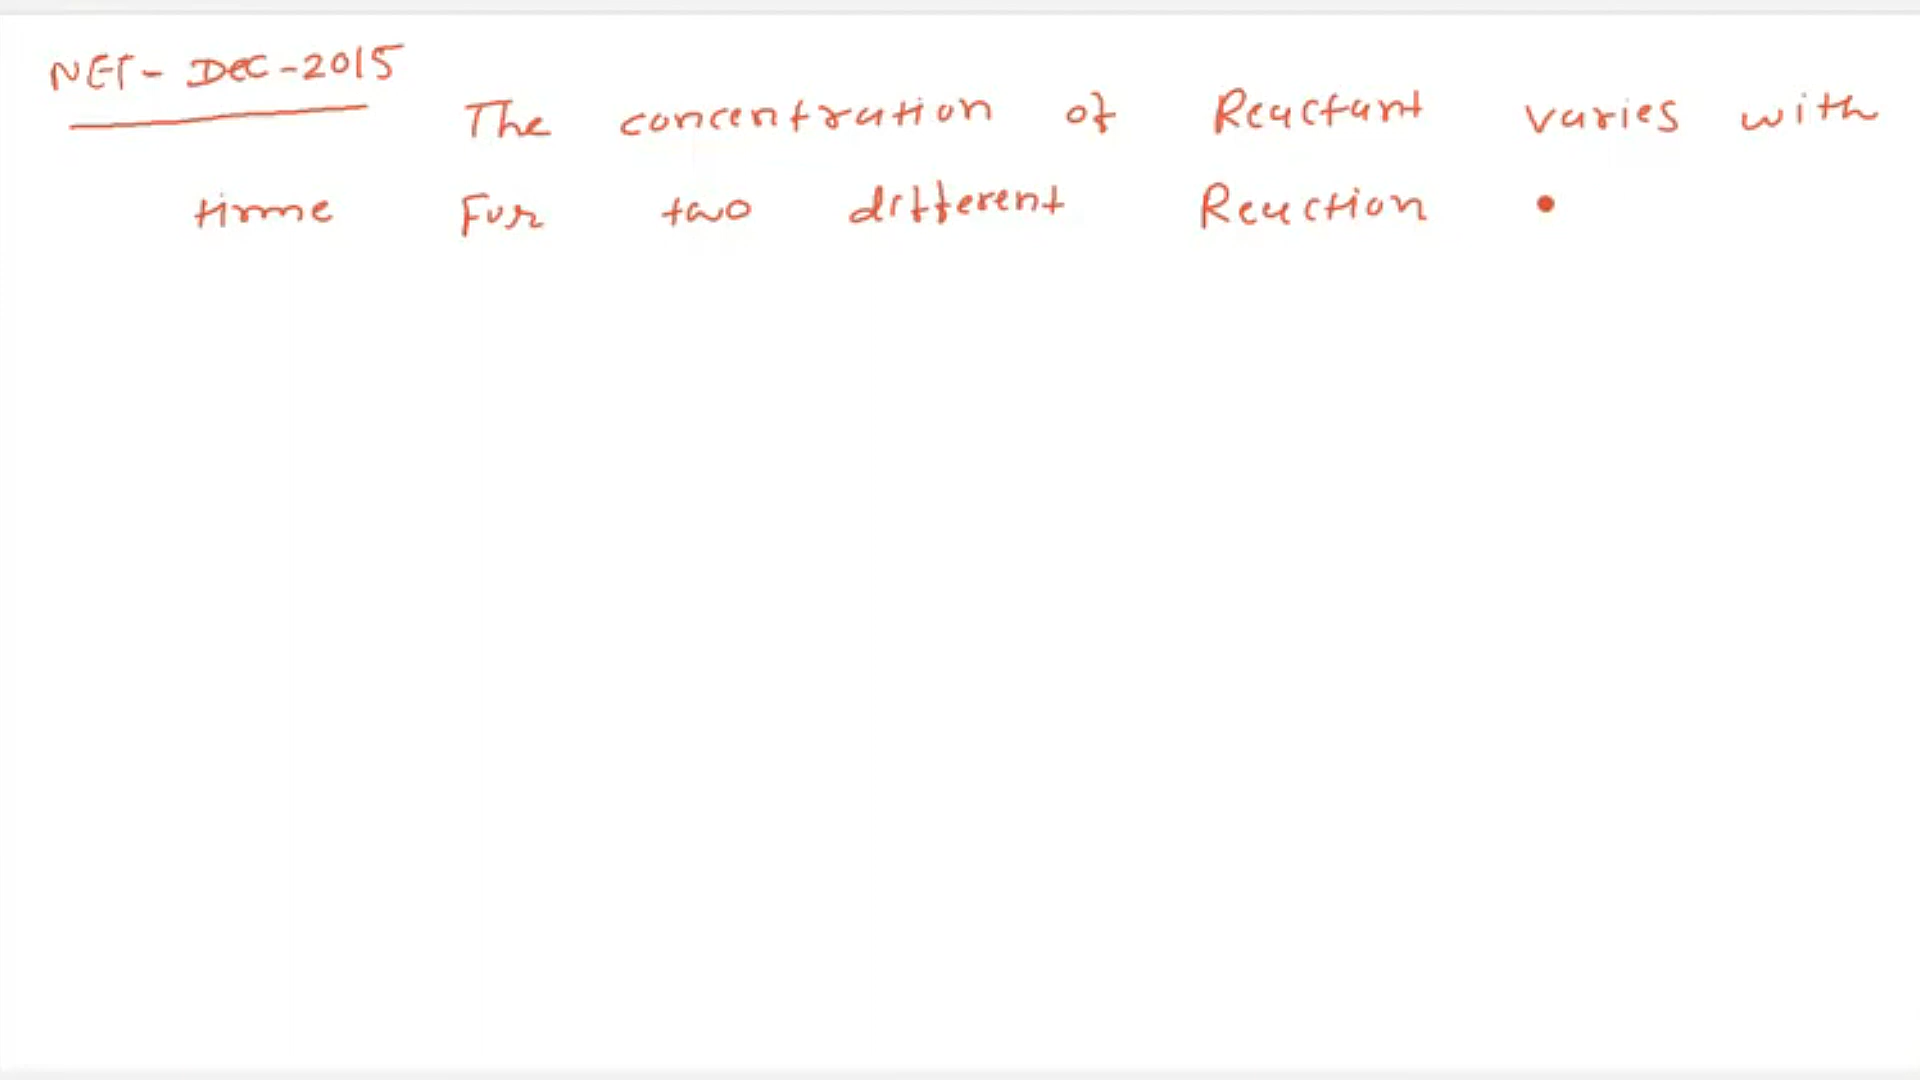 NET- Dec-2015
The concentration of Reactant varies with
time For two different Reaction